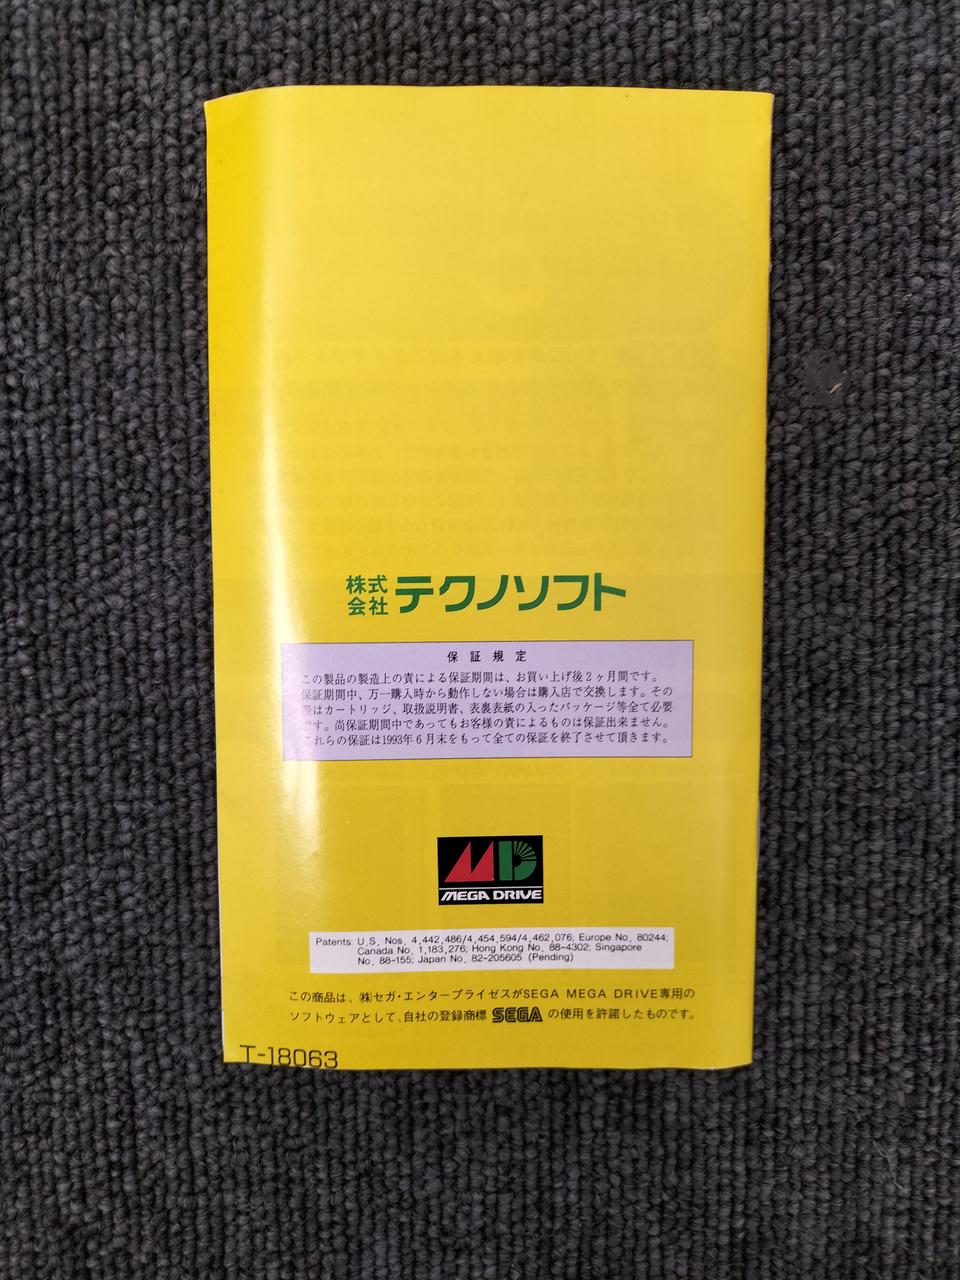 株式会社 テクノソフト
保証規定
この製品の製造上の責による保証期間は、お買い上げ後2ヶ月間です。
保証期間中、万一購入時から動作しない場合は購入店で交換します。その
際はカートリッジ、取扱説明書、表裏表紙の入ったパッケージ等全て必要
です。尚保証期間中であってもお客様の責によるものは保証出来ません。
これらの保証は1993年6月末をもって全ての保証を終了させて頂きます。
MD
MEGA DRIVE
Patents: U.S. Nos. 4,442,486/4,454,594/4,462,076; Europe No. 80244;
Canada No. 1,183,276; Hong Kong No. 88-4302; Singapore
No. 88-155; Japan No. 82-205605 (Pending)
この商品は、㈱セガ・エンタープライゼスがSEGA MEGA DRIVE専用の
ソフトウェアとして、自社の登録商標 SEGA の使用を許諾したものです。
T-18063